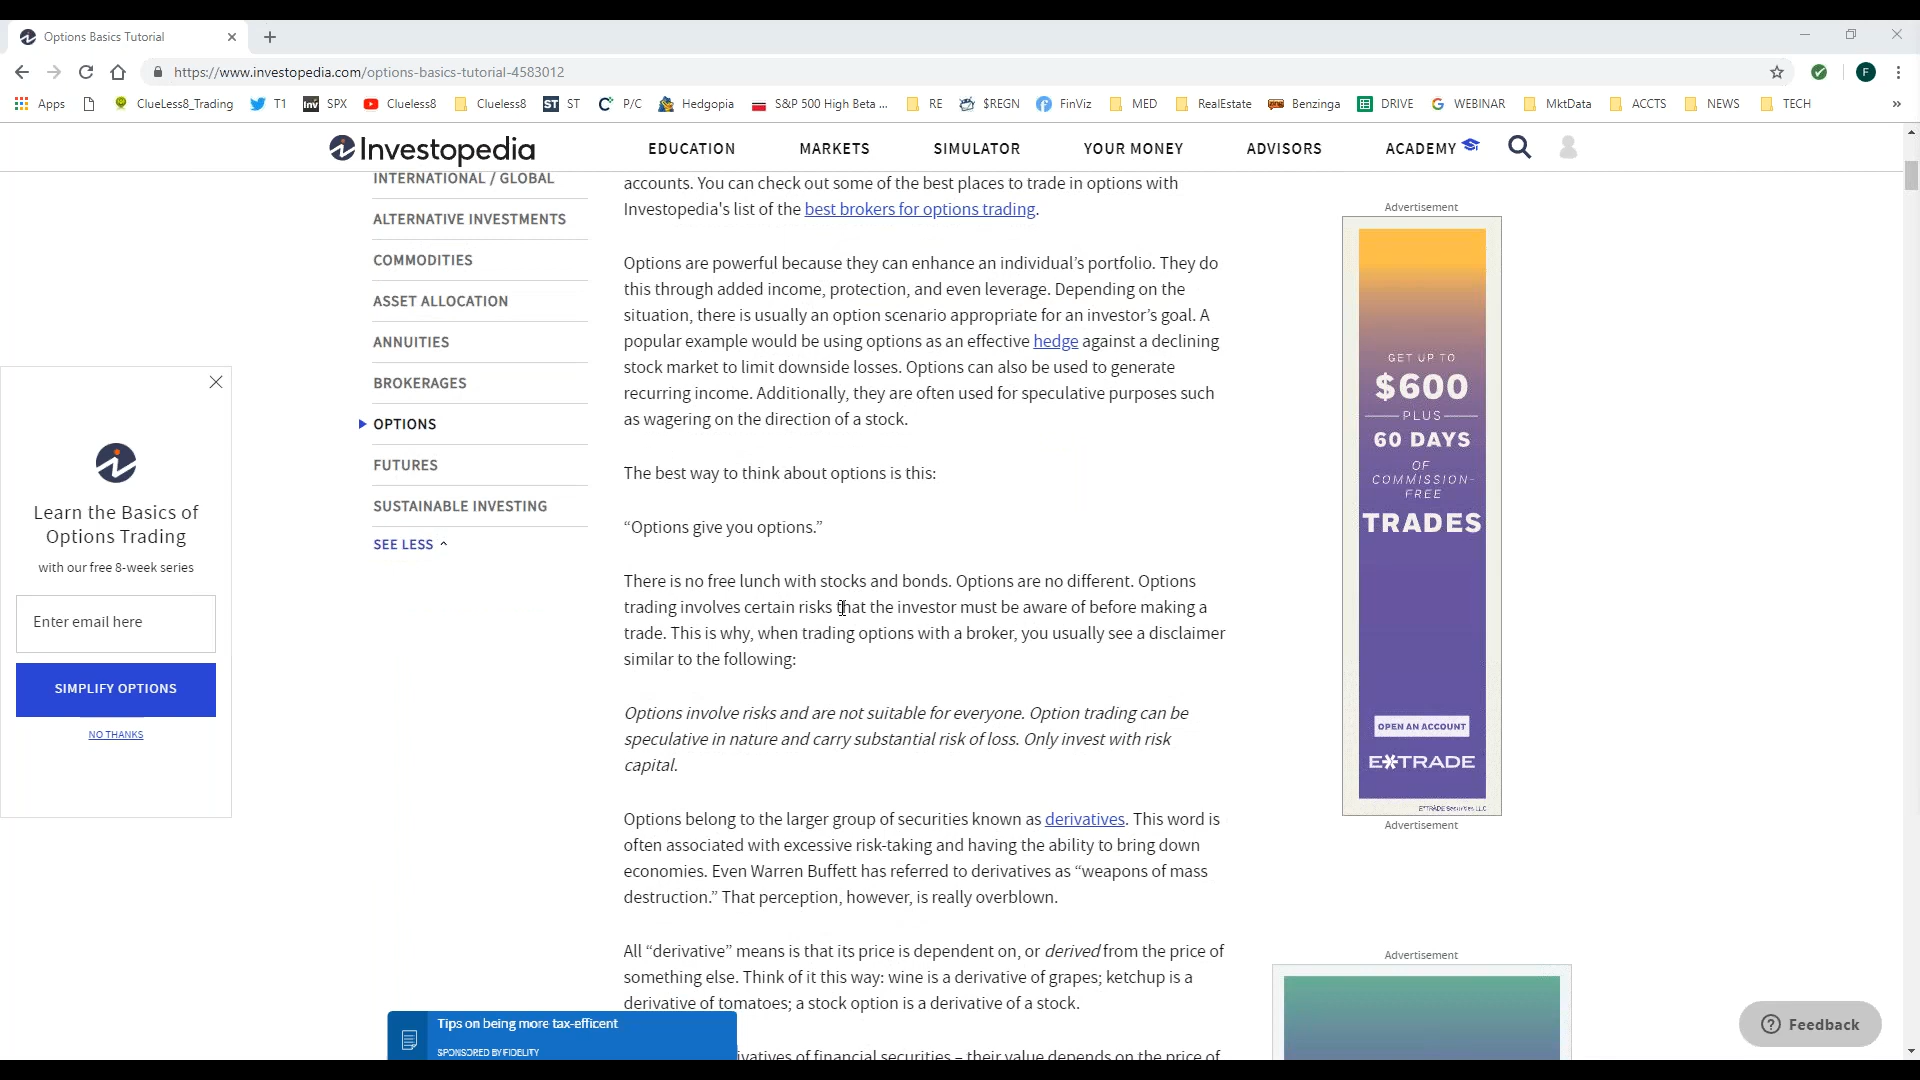 Options Basics Tutorial
https://www.investopedia.com/options-basics-tutorial-4583012
F
Apps
ClueLess8_Trading
T1
Inv SPX
Clueless8
Clueless8
ST ST
P/C
Hedgopia
S&P 500 High Beta ...
RE
$REGN
FinViz
MED
RealEstate
Benzinga
DRIVE
WEBINAR
MktData
ACCTS
NEWS
TECH
»
Investopedia
EDUCATION
MARKETS
SIMULATOR
YOUR MONEY
ADVISORS
ACADEMY
INTERNATIONAL / GLOBAL
ALTERNATIVE INVESTMENTS
COMMODITIES
ASSET ALLOCATION
ANNUITIES
BROKERAGES
OPTIONS
FUTURES
SUSTAINABLE INVESTING
SEE LESS
Learn the Basics of
Options Trading
with our free 8-week series
Enter email here
SIMPLIFY OPTIONS
NO THANKS
accounts. You can check out some of the best places to trade in options with
Investopedia's list of the best brokers for options trading.
Options are powerful because they can enhance an individual’s portfolio. They do
this through added income, protection, and even leverage. Depending on the
situation, there is usually an option scenario appropriate for an investor’s goal. A
popular example would be using options as an effective hedge against a declining
stock market to limit downside losses. Options can also be used to generate
recurring income. Additionally, they are often used for speculative purposes such
as wagering on the direction of a stock.
The best way to think about options is this:
“Options give you options.”
There is no free lunch with stocks and bonds. Options are no different. Options
trading involves certain risks that the investor must be aware of before making a
trade. This is why, when trading options with a broker, you usually see a disclaimer
similar to the following:
Options involve risks and are not suitable for everyone. Option trading can be
speculative in nature and carry substantial risk of loss. Only invest with risk
capital.
Options belong to the larger group of securities known as derivatives. This word is
often associated with excessive risk-taking and having the ability to bring down
economies. Even Warren Buffett has referred to derivatives as “weapons of mass
destruction.” That perception, however, is really overblown.
All “derivative” means is that its price is dependent on, or derived from the price of
something else. Think of it this way: wine is a derivative of grapes; ketchup is a
derivative of tomatoes; a stock option is a derivative of a stock.
ivatives of financial securities – their value depends on the price of
Tips on being more tax-efficent
SPONSORED BY FIDELITY
Advertisement
GET UP TO
$600
PLUS
60 DAYS
OF
COMMISSION-
FREE
TRADES
OPEN AN ACCOUNT
E*TRADE
E*TRADE Securities LLC
Advertisement
Advertisement
Feedback